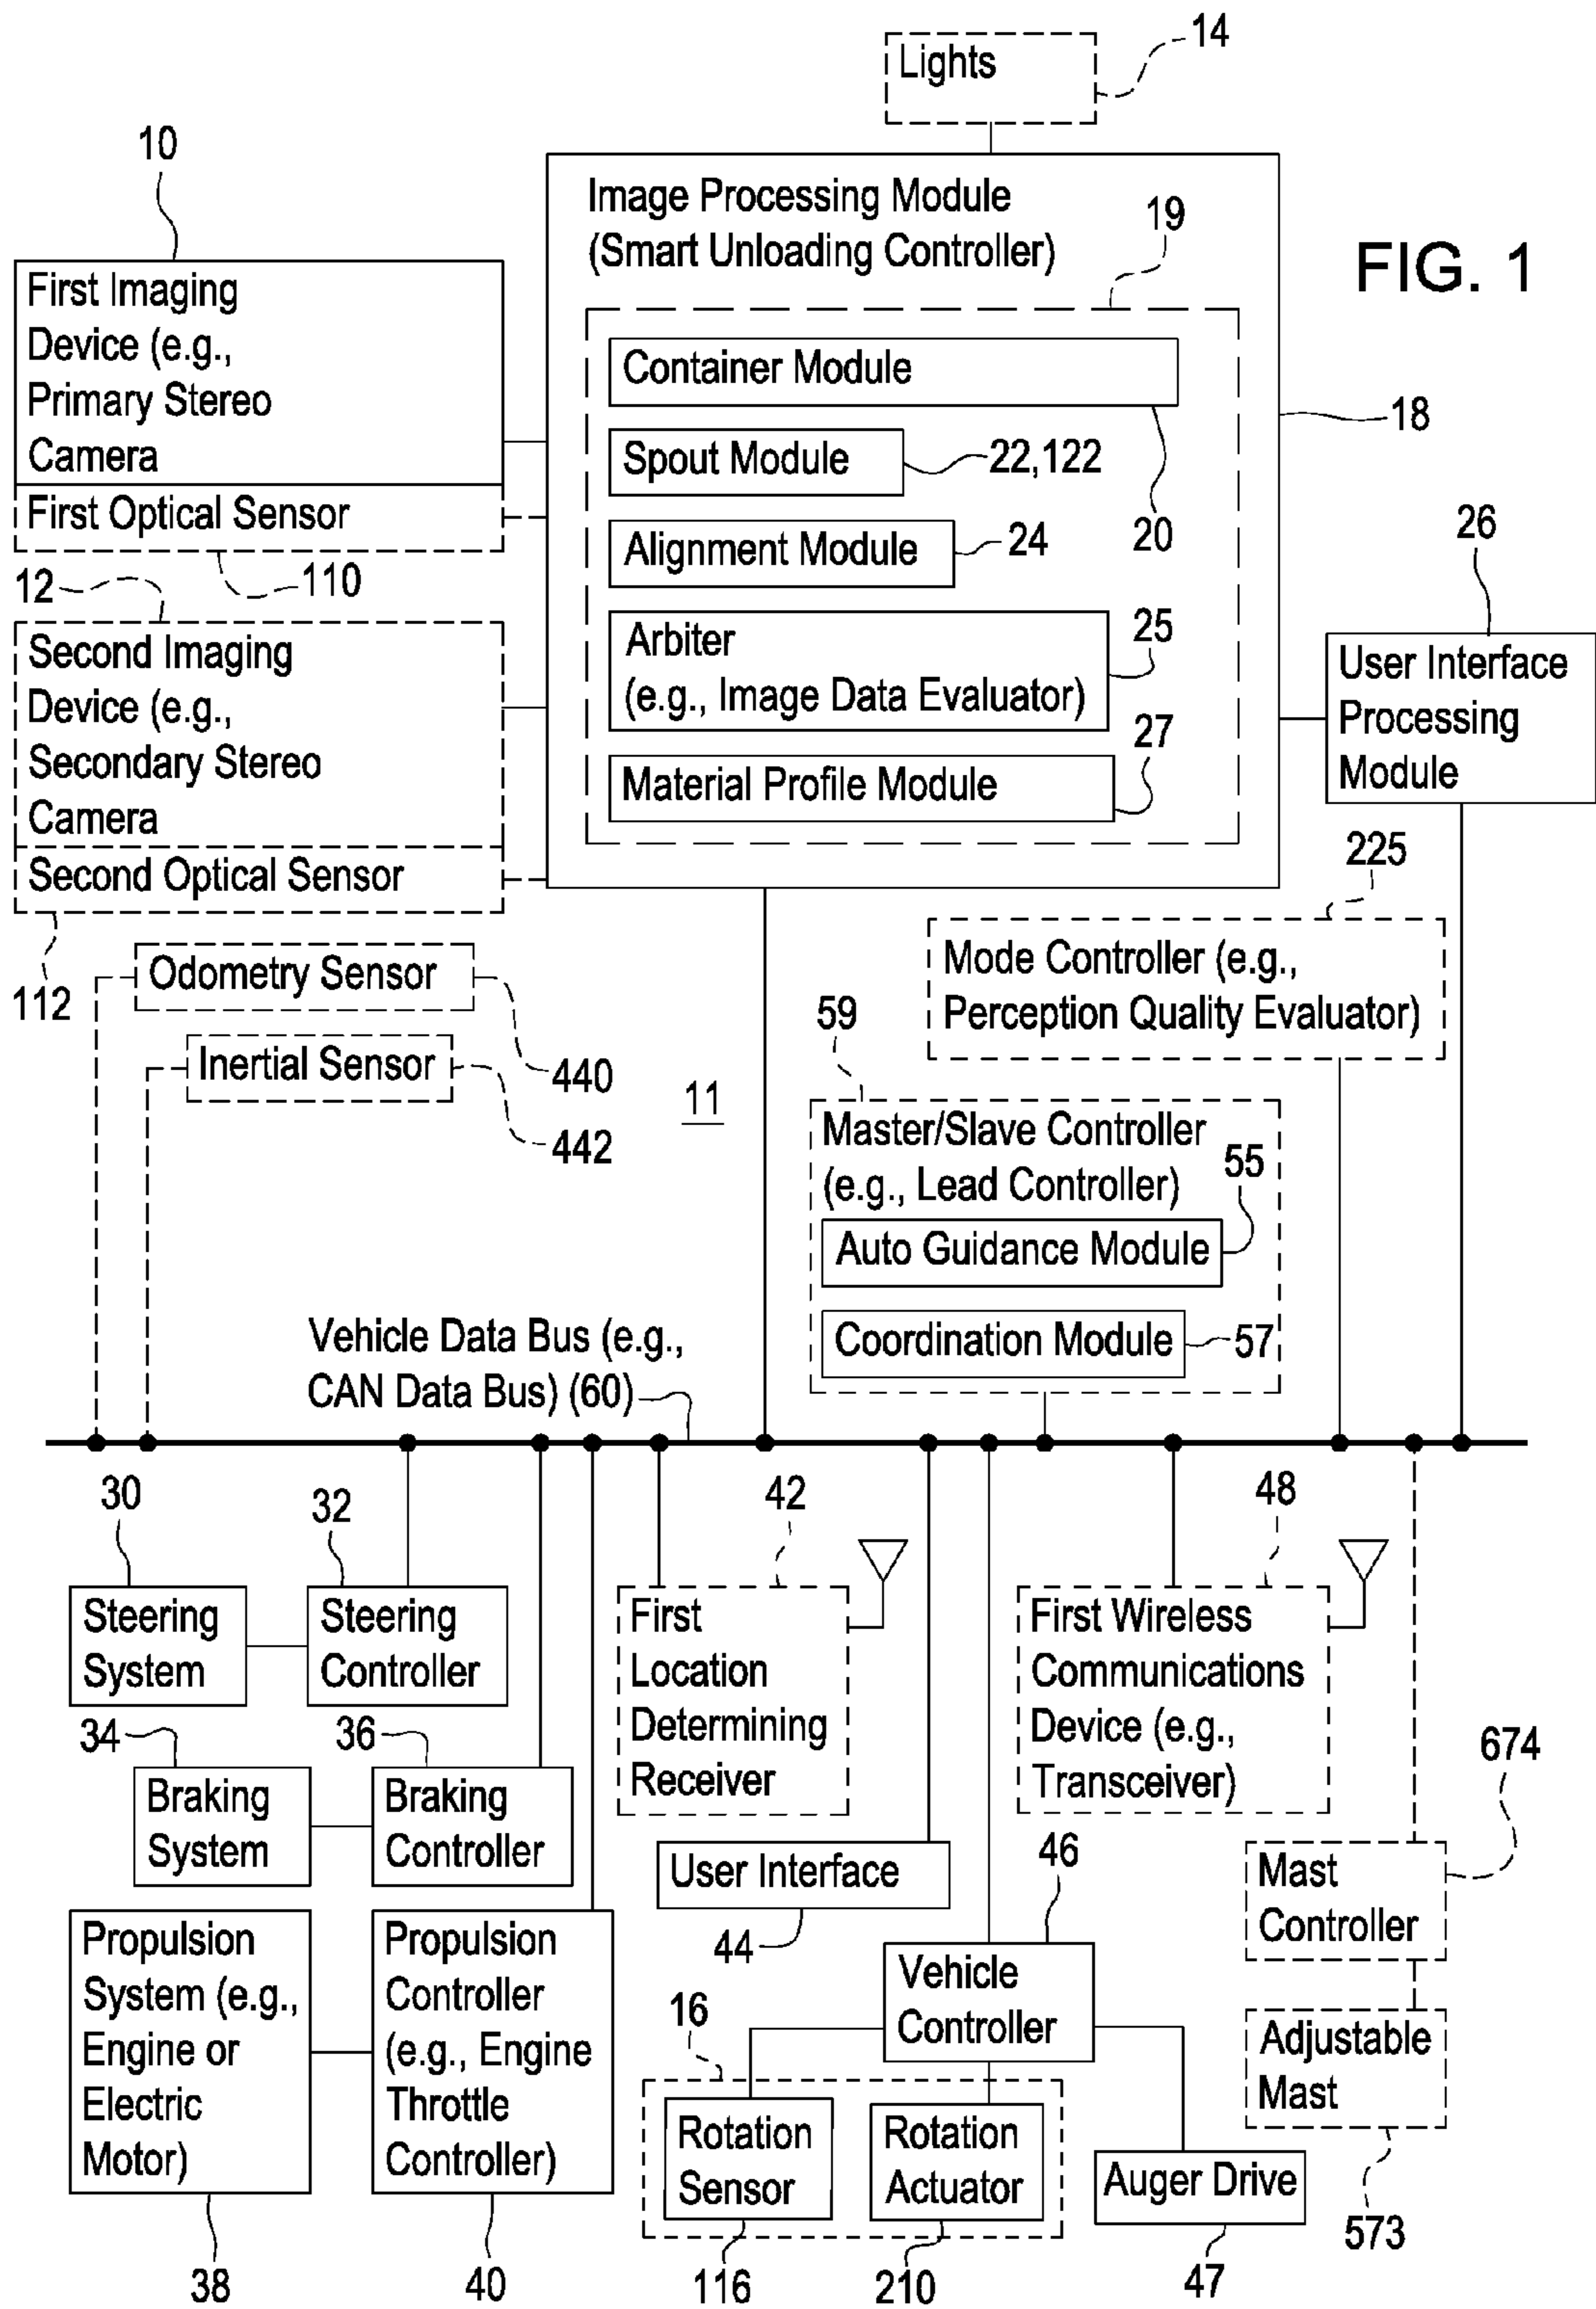 Lights
14
10
Image Processing Module
(Smart Unloading Controller)
19
FIG. 1
First Imaging
Device (e.g.,
Primary Stereo
Camera
First Optical Sensor
110
Container Module
20
18
Spout Module
22,122
Alignment Module
24
Arbiter
(e.g., Image Data Evaluator)
25
Material Profile Module
27
12
Second Imaging
Device (e.g.,
Secondary Stereo
Camera
Second Optical Sensor
112
26
User Interface
Processing
Module
225
Mode Controller (e.g.,
Perception Quality Evaluator)
Odometry Sensor
440
Inertial Sensor
442
11
59
Master/Slave Controller
(e.g., Lead Controller)
55
Auto Guidance Module
Coordination Module
57
Vehicle Data Bus (e.g.,
CAN Data Bus) (60)
30
Steering
System
32
Steering
Controller
34
Braking
System
36
Braking
Controller
Propulsion
System (e.g.,
Engine or
Electric
Motor)
38
Propulsion
Controller
(e.g., Engine
Throttle
Controller)
40
42
First
Location
Determining
Receiver
48
First Wireless
Communications
Device (e.g.,
Transceiver)
User Interface
44
46
Vehicle
Controller
16
Rotation
Sensor
116
Rotation
Actuator
210
Auger Drive
47
674
Mast
Controller
Adjustable
Mast
573